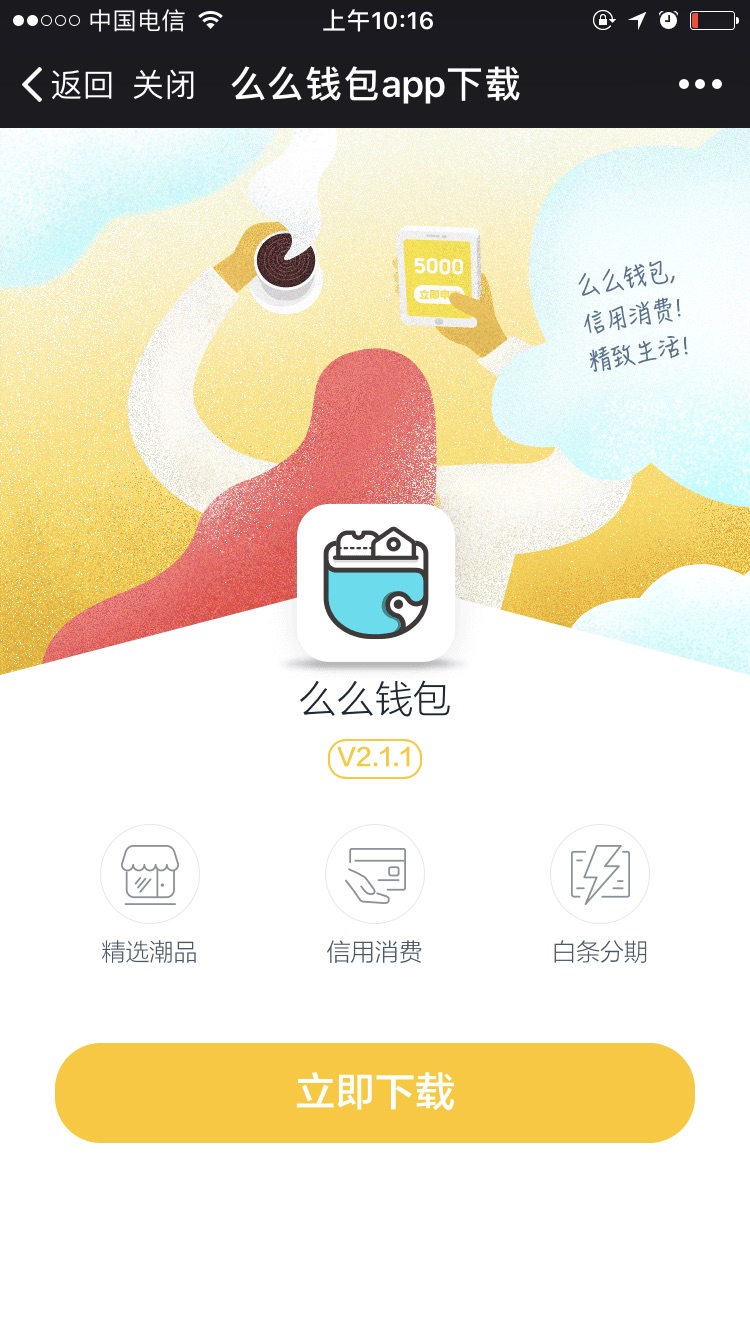 中国电信 上午10:16
返回 关闭 么么钱包app下载
5000
立即申
么么钱包,
信用消费!
精致生活!
么么钱包
V2.1.1
精选潮品 信用消费 白条分期
立即下载